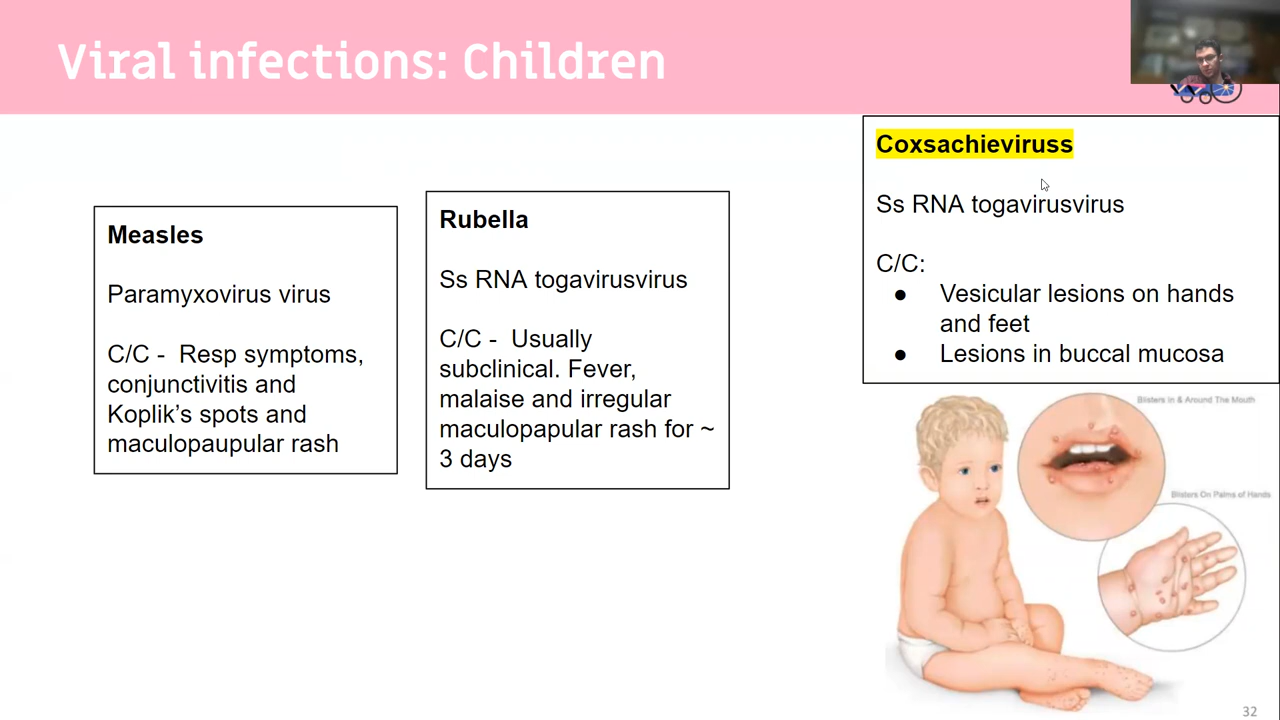 Viral infections: Children
Measles
Paramyxovirus virus
C/C -  Resp symptoms,
conjunctivitis and
Koplik’s spots and
maculopaupular rash
Rubella
Ss RNA togavirusvirus
C/C -  Usually
subclinical. Fever,
malaise and irregular
maculopapular rash for ~
3 days
Coxsachieviruss
Ss RNA togavirusvirus
C/C:
● Vesicular lesions on hands
and feet
● Lesions in buccal mucosa
Blisters in & Around The Mouth
Blisters On Palms of Hands
32